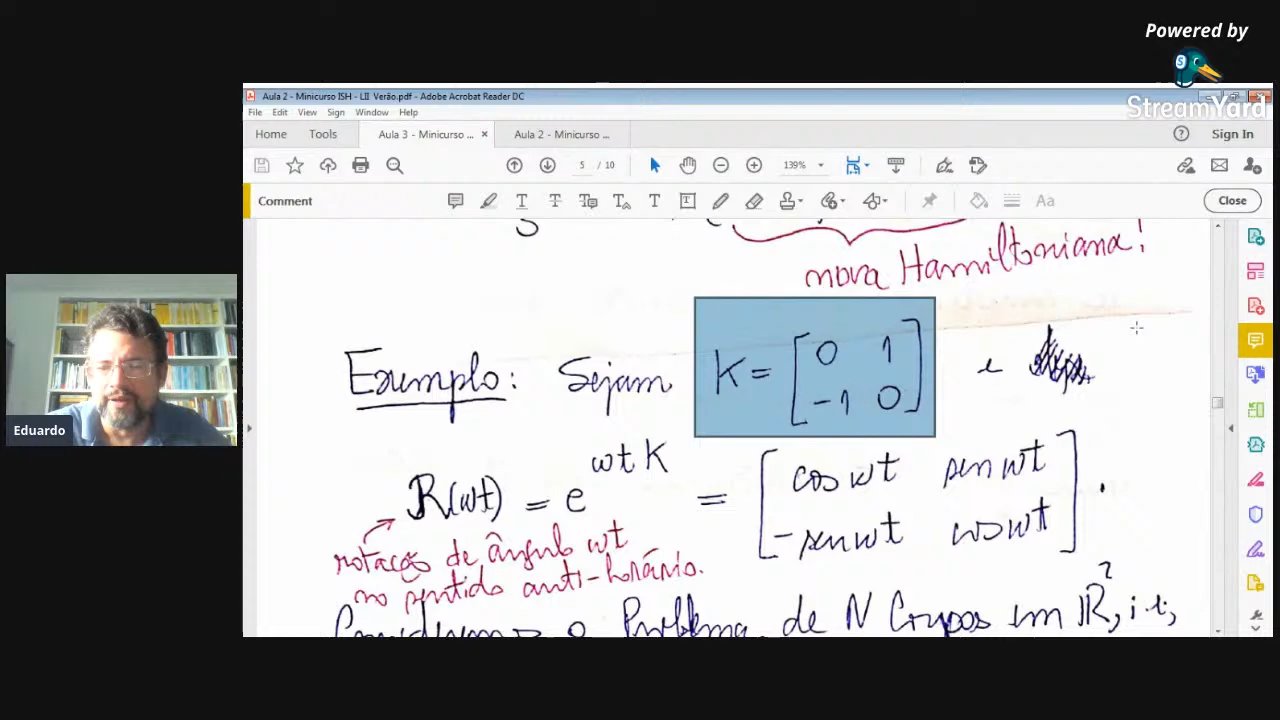 Powered by
StreamYard
Aula 2 - Minicurso ISH - LII Verão.pdf - Adobe Acrobat Reader DC
File Edit View Sign Window Help
Home Tools Aula 3 - Minicurso ... × Aula 2 - Minicurso ...
? Sign In
5 / 10 139%
Comment Aa Close
nova Hamiltoniana!
Exemplo: Sejam K = [0 1
-1 0] e
R(wt) = e^{wtK} = [cos wt sen wt
-sen wt cos wt].
rotação de ângulo wt
no sentido anti-horário.
Consideremos o Problema de N Corpos em R², i.e.,
Eduardo